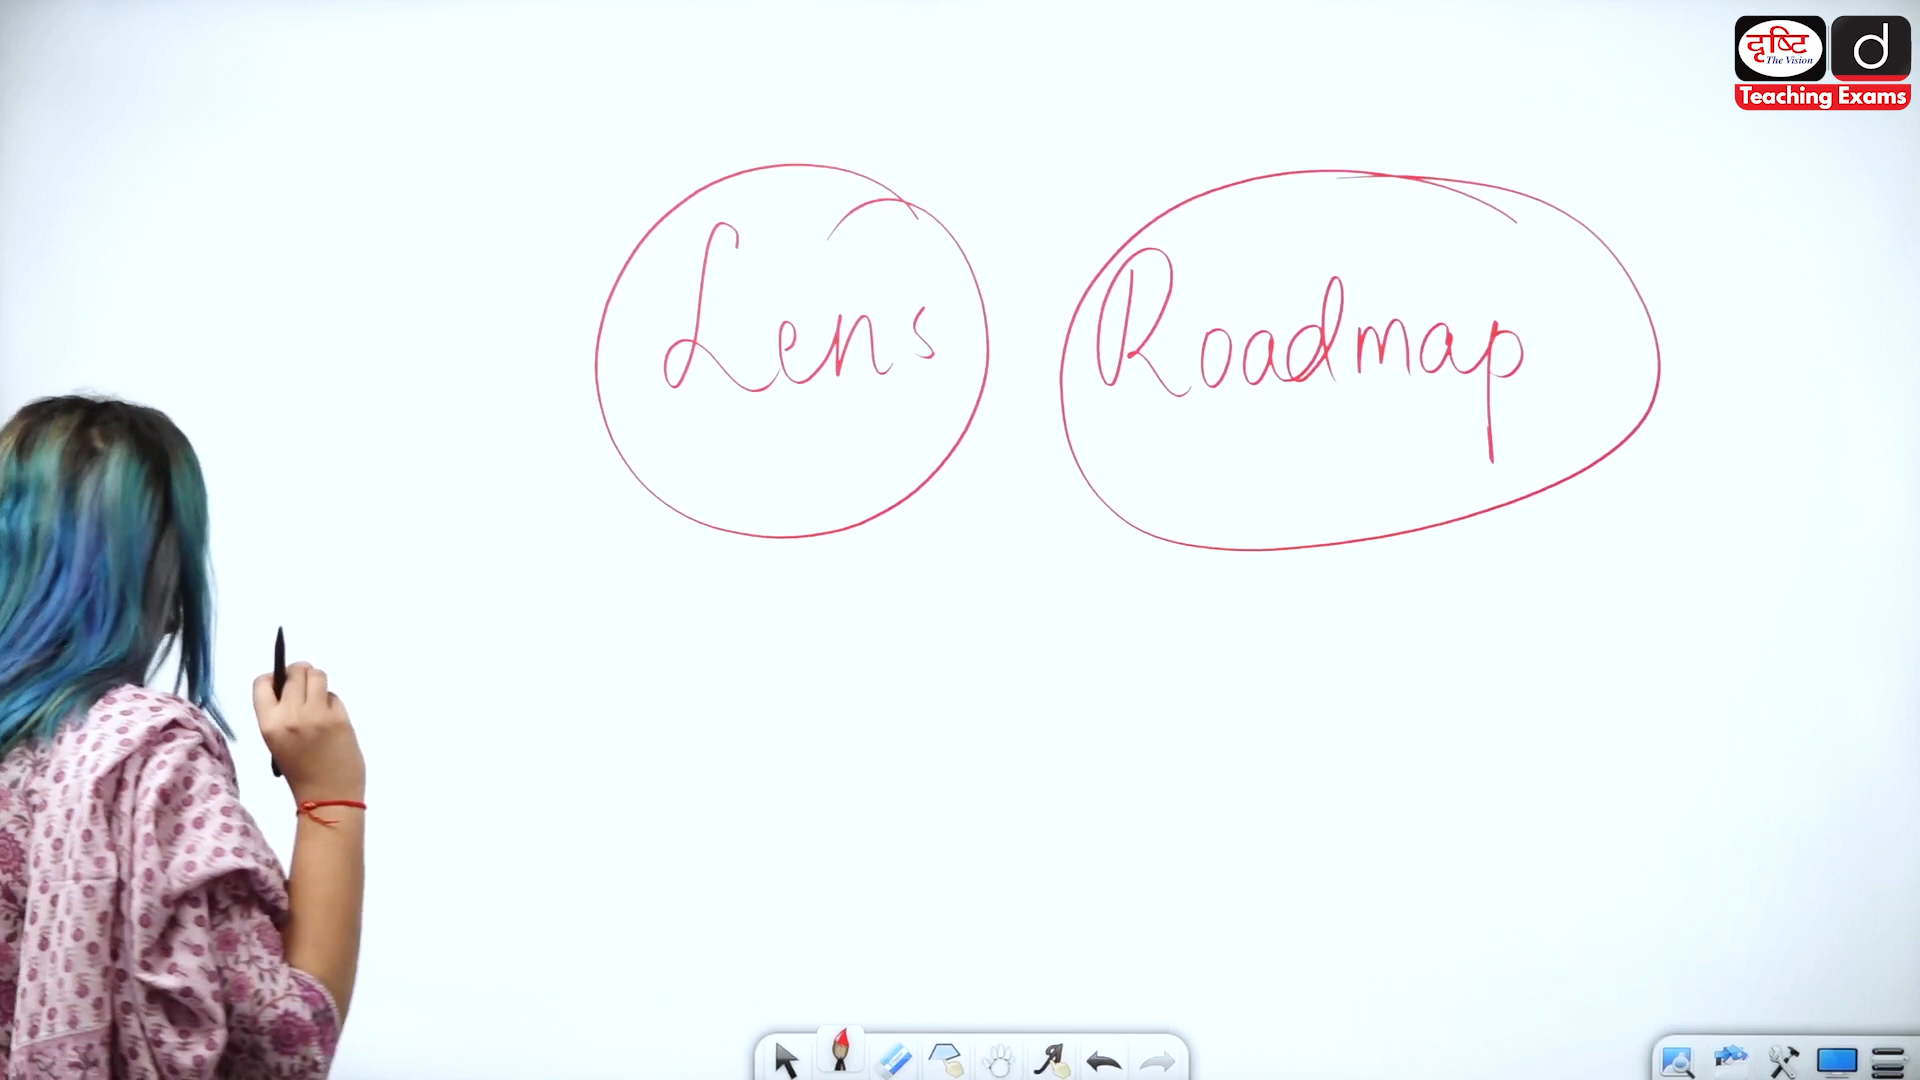 दृष्टि
The Vision
d
Teaching Exams
Lens Roadmap